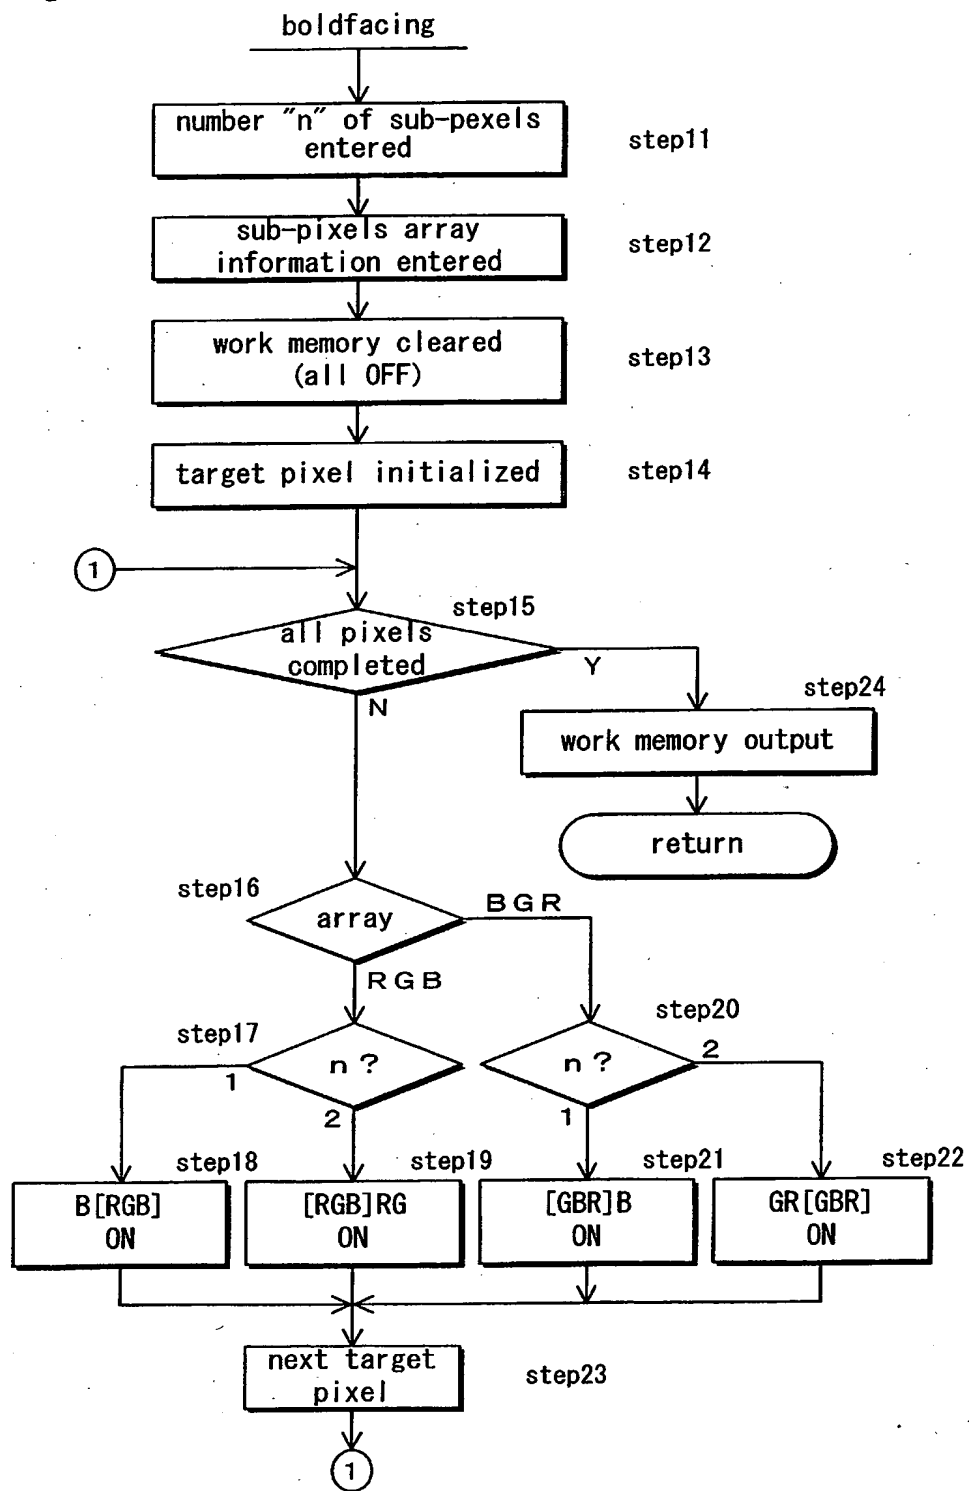 boldfacing
number "n" of sub-pexels
entered
step11
sub-pixels array
information entered
step12
work memory cleared
(all OFF)
step13
target pixel initialized
step14
1
step15
all pixels
completed
Y
N
step24
work memory output
return
step16
array
BGR
RGB
step17
n?
1
2
step20
n?
2
1
step18
B[RGB]
ON
step19
[RGB]RG
ON
step21
[GBR]B
ON
step22
GR[GBR]
ON
next target
pixel
step23
1